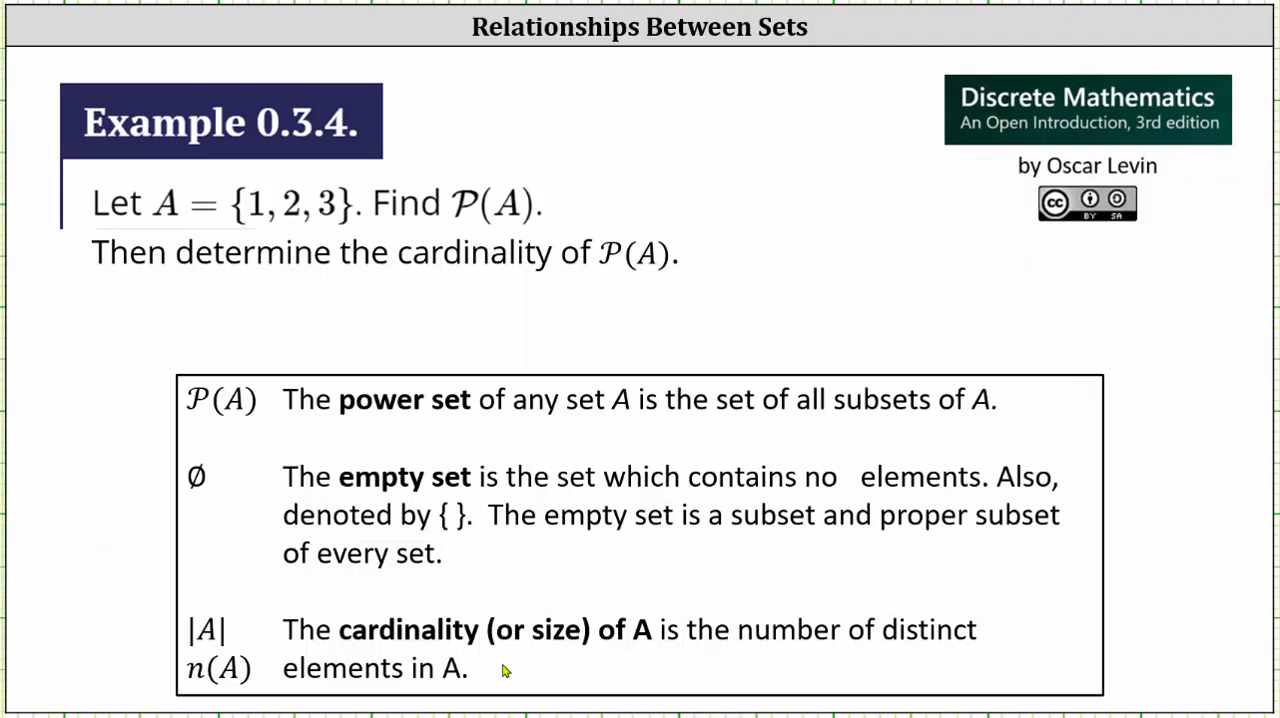 Relationships Between Sets
Example 0.3.4.
Discrete Mathematics
An Open Introduction, 3rd edition
by Oscar Levin
cc BY SA
Let A = {1, 2, 3}. Find 𝒫(A).
Then determine the cardinality of 𝒫(A).
𝒫(A) The power set of any set A is the set of all subsets of A.
∅ The empty set is the set which contains no elements. Also,
denoted by { }. The empty set is a subset and proper subset
of every set.
|A| The cardinality (or size) of A is the number of distinct
n(A) elements in A.